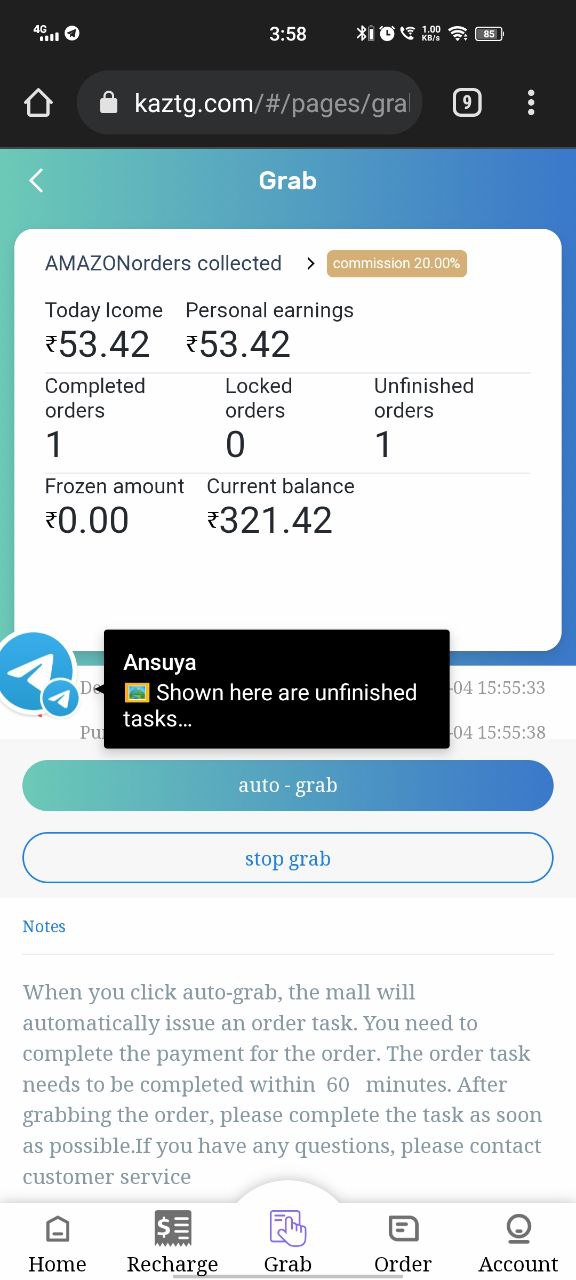 4G 3:58 1.00 KB/s 85
kaztg.com/#/pages/gra 9
Grab
AMAZONorders collected > commission 20.00%
Today Icome Personal earnings
₹53.42 ₹53.42
Completed orders Locked orders Unfinished orders
1 0 1
Frozen amount Current balance
₹0.00 ₹321.42
Ansuya
Shown here are unfinished
tasks...
-04 15:55:33
-04 15:55:38
auto - grab
stop grab
Notes
When you click auto-grab, the mall will
automatically issue an order task. You need to
complete the payment for the order. The order task
needs to be completed within 60 minutes. After
grabbing the order, please complete the task as soon
as possible.If you have any questions, please contact
customer service
Home Recharge Grab Order Account